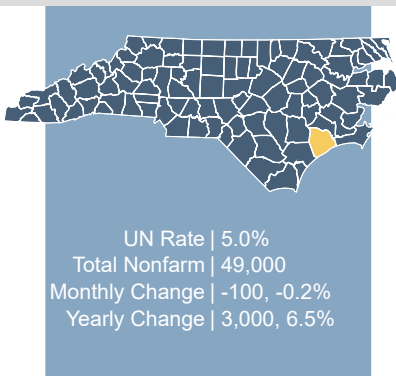 UN Rate | 5.0%
Total Nonfarm | 49,000
Monthly Change | -100, -0.2%
Yearly Change | 3,000, 6.5%